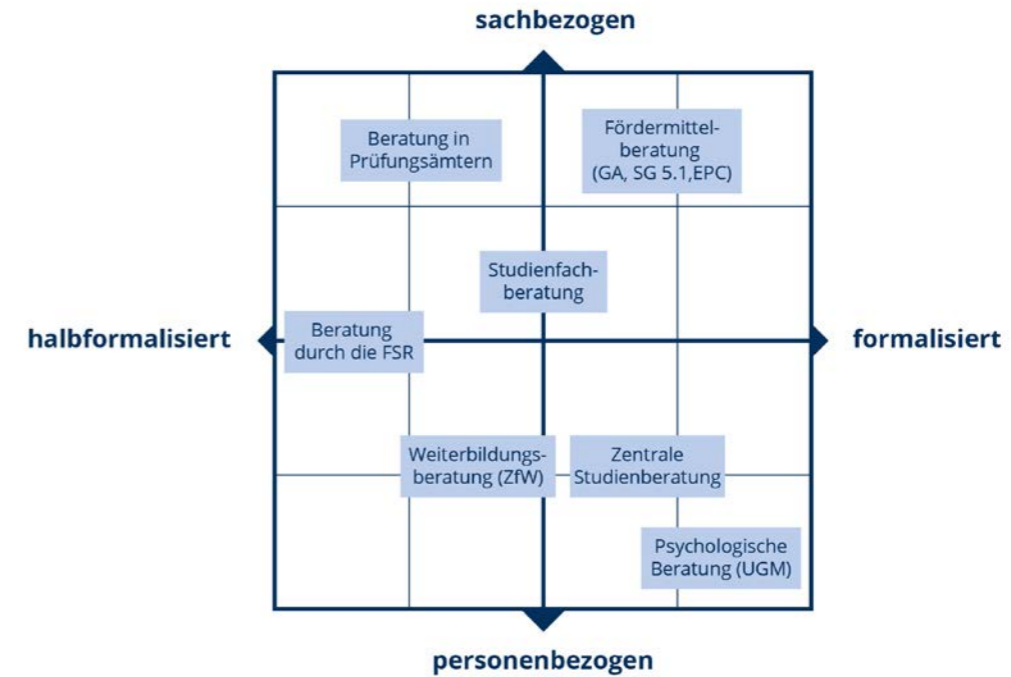 sachbezogen
Beratung in
Prüfungsämtern
Fördermittel-
beratung
(GA, SG 5.1,EPC)
Studienfach-
beratung
halbformalisiert
Beratung
durch die FSR
formalisiert
Weiterbildungs-
beratung (ZfW)
Zentrale
Studienberatung
Psychologische
Beratung (UGM)
personenbezogen